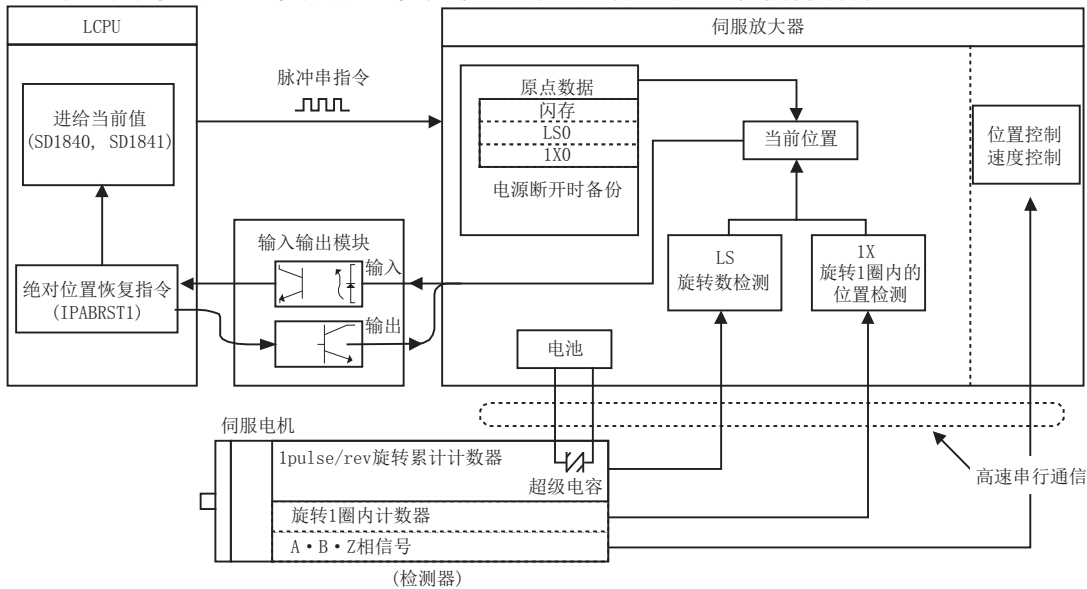 LCPU
进给当前值
(SD1840, SD1841)
绝对位置恢复指令
(IPABRST1)
脉冲串指令
输入输出模块
输入
输出
伺服放大器
原点数据
闪存
LS0
1X0
电源断开时备份
当前位置
LS
旋转数检测
1X
旋转1圈内的
位置检测
位置控制
速度控制
电池
伺服电机
1pulse/rev旋转累计计数器
超级电容
旋转1圈内计数器
A·B·Z相信号
(检测器)
高速串行通信